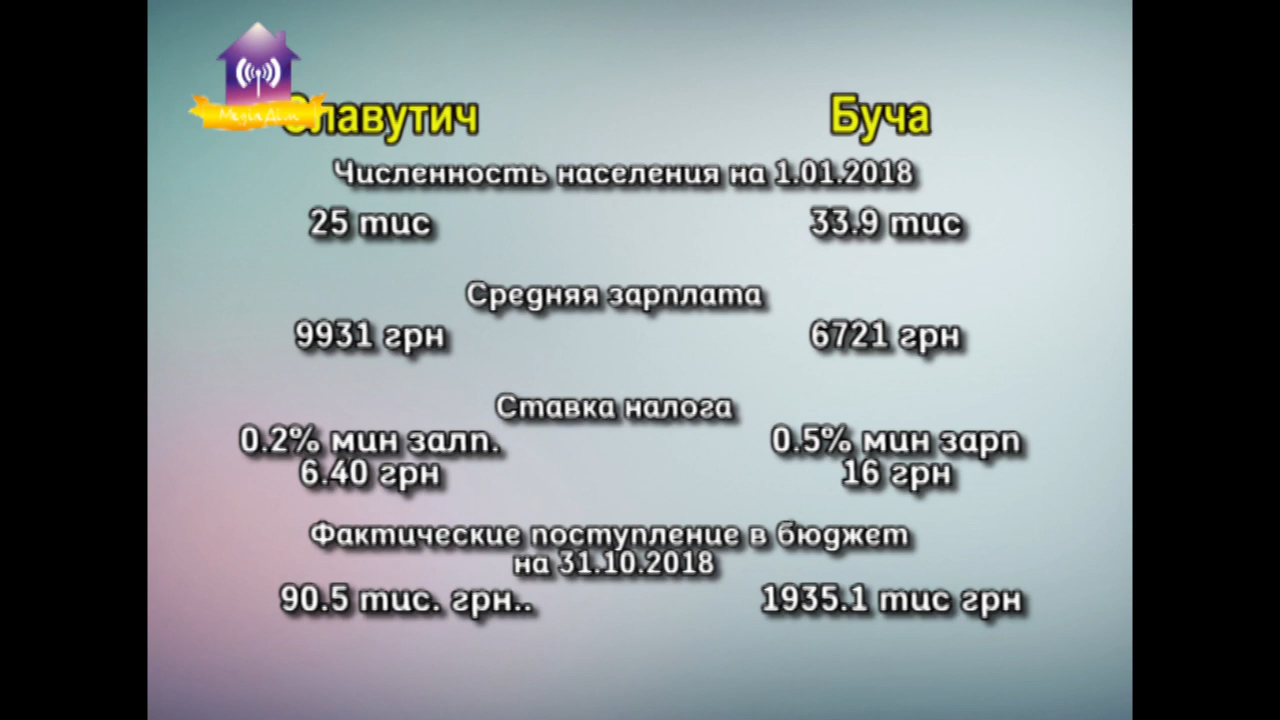 Медіа Дом
Славутич Буча
Численность населения на 1.01.2018
25 тис 33.9 тис
Средняя зарплата
9931 грн 6721 грн
Ставка налога
0.2% мин залп. 0.5% мин зарп
6.40 грн 16 грн
Фактические поступление в бюджет
на 31.10.2018
90.5 тис. грн.. 1935.1 тис грн